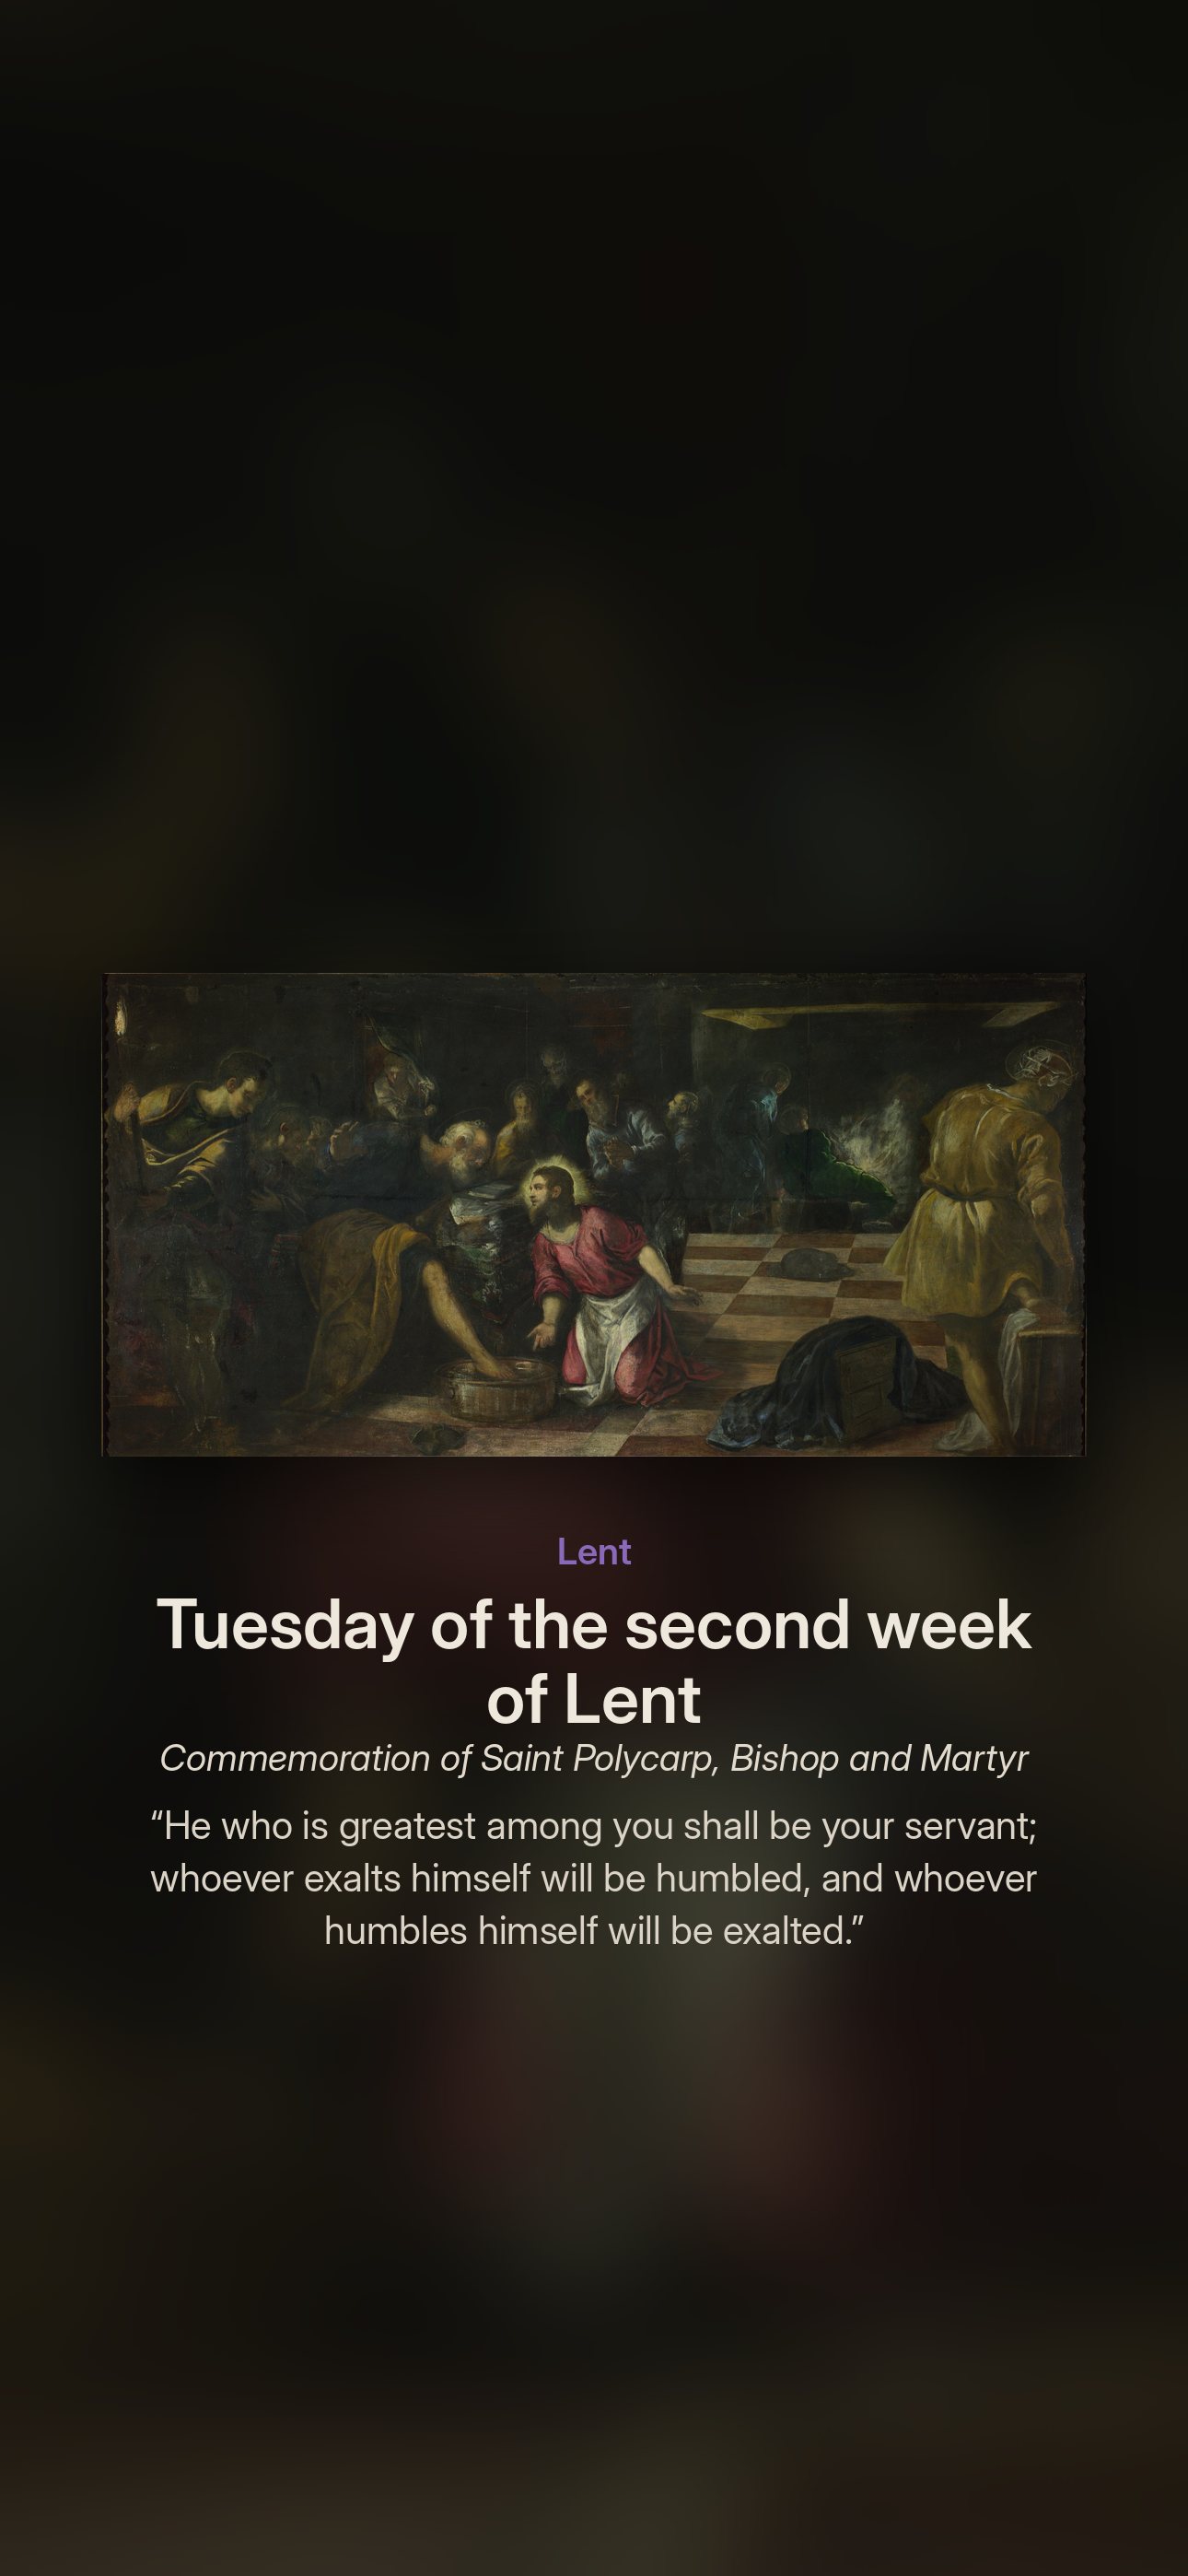 Lent
Tuesday of the second week
of Lent
Commemoration of Saint Polycarp, Bishop and Martyr
“He who is greatest among you shall be your servant;
whoever exalts himself will be humbled, and whoever
humbles himself will be exalted.”